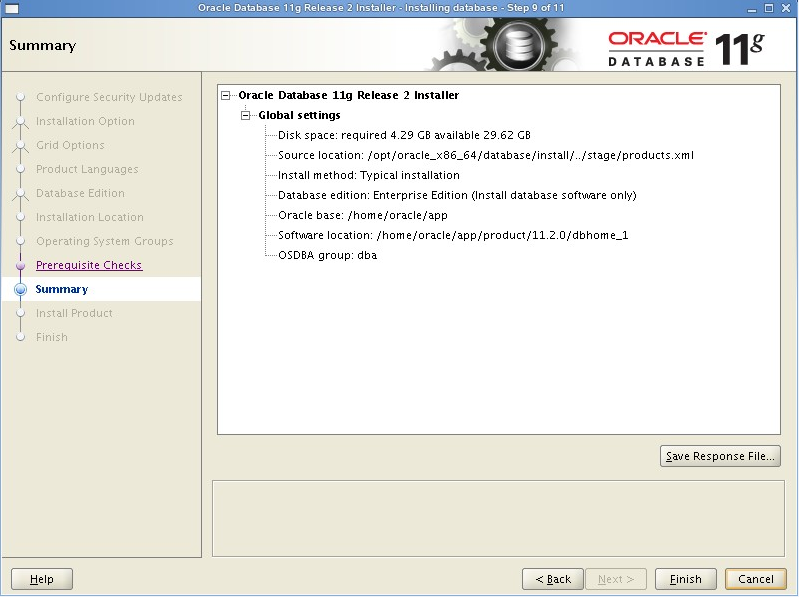 Oracle Database 11g Release 2 Installer - Installing database - Step 9 of 11
Summary
ORACLE
DATABASE
11g
Configure Security Updates
Installation Option
Grid Options
Product Languages
Database Edition
Installation Location
Operating System Groups
Prerequisite Checks
Summary
Install Product
Finish
Oracle Database 11g Release 2 Installer
Global settings
Disk space: required 4.29 GB available 29.62 GB
Source location: /opt/oracle_x86_64/database/install/../stage/products.xml
Install method: Typical installation
Database edition: Enterprise Edition (Install database software only)
Oracle base: /home/oracle/app
Software location: /home/oracle/app/product/11.2.0/dbhome_1
OSDBA group: dba
Save Response File...
Help
< Back
Next >
Finish
Cancel